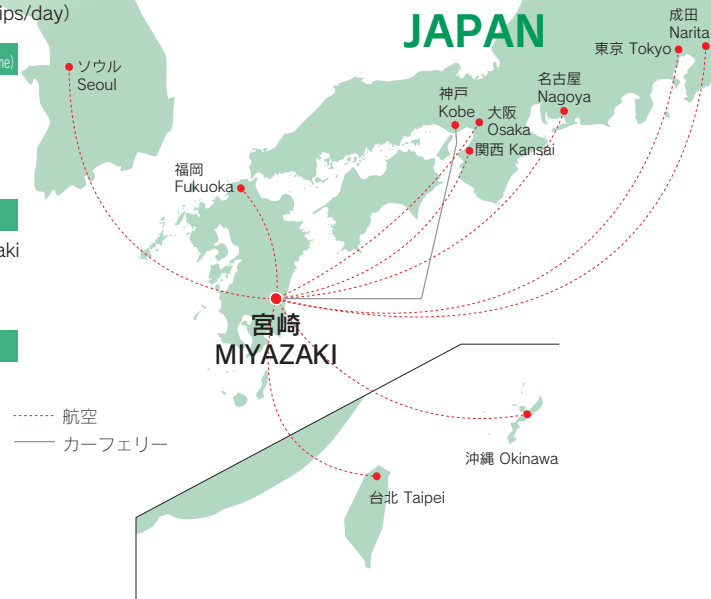 ips/day)
JAPAN
成田
Narita
東京 Tokyo
me)
ソウル
Seoul
名古屋
Nagoya
神戸
Kobe
大阪
Osaka
関西 Kansai
福岡
Fukuoka
aki
宮崎
MIYAZAKI
航空
カーフェリー
沖縄 Okinawa
台北 Taipei